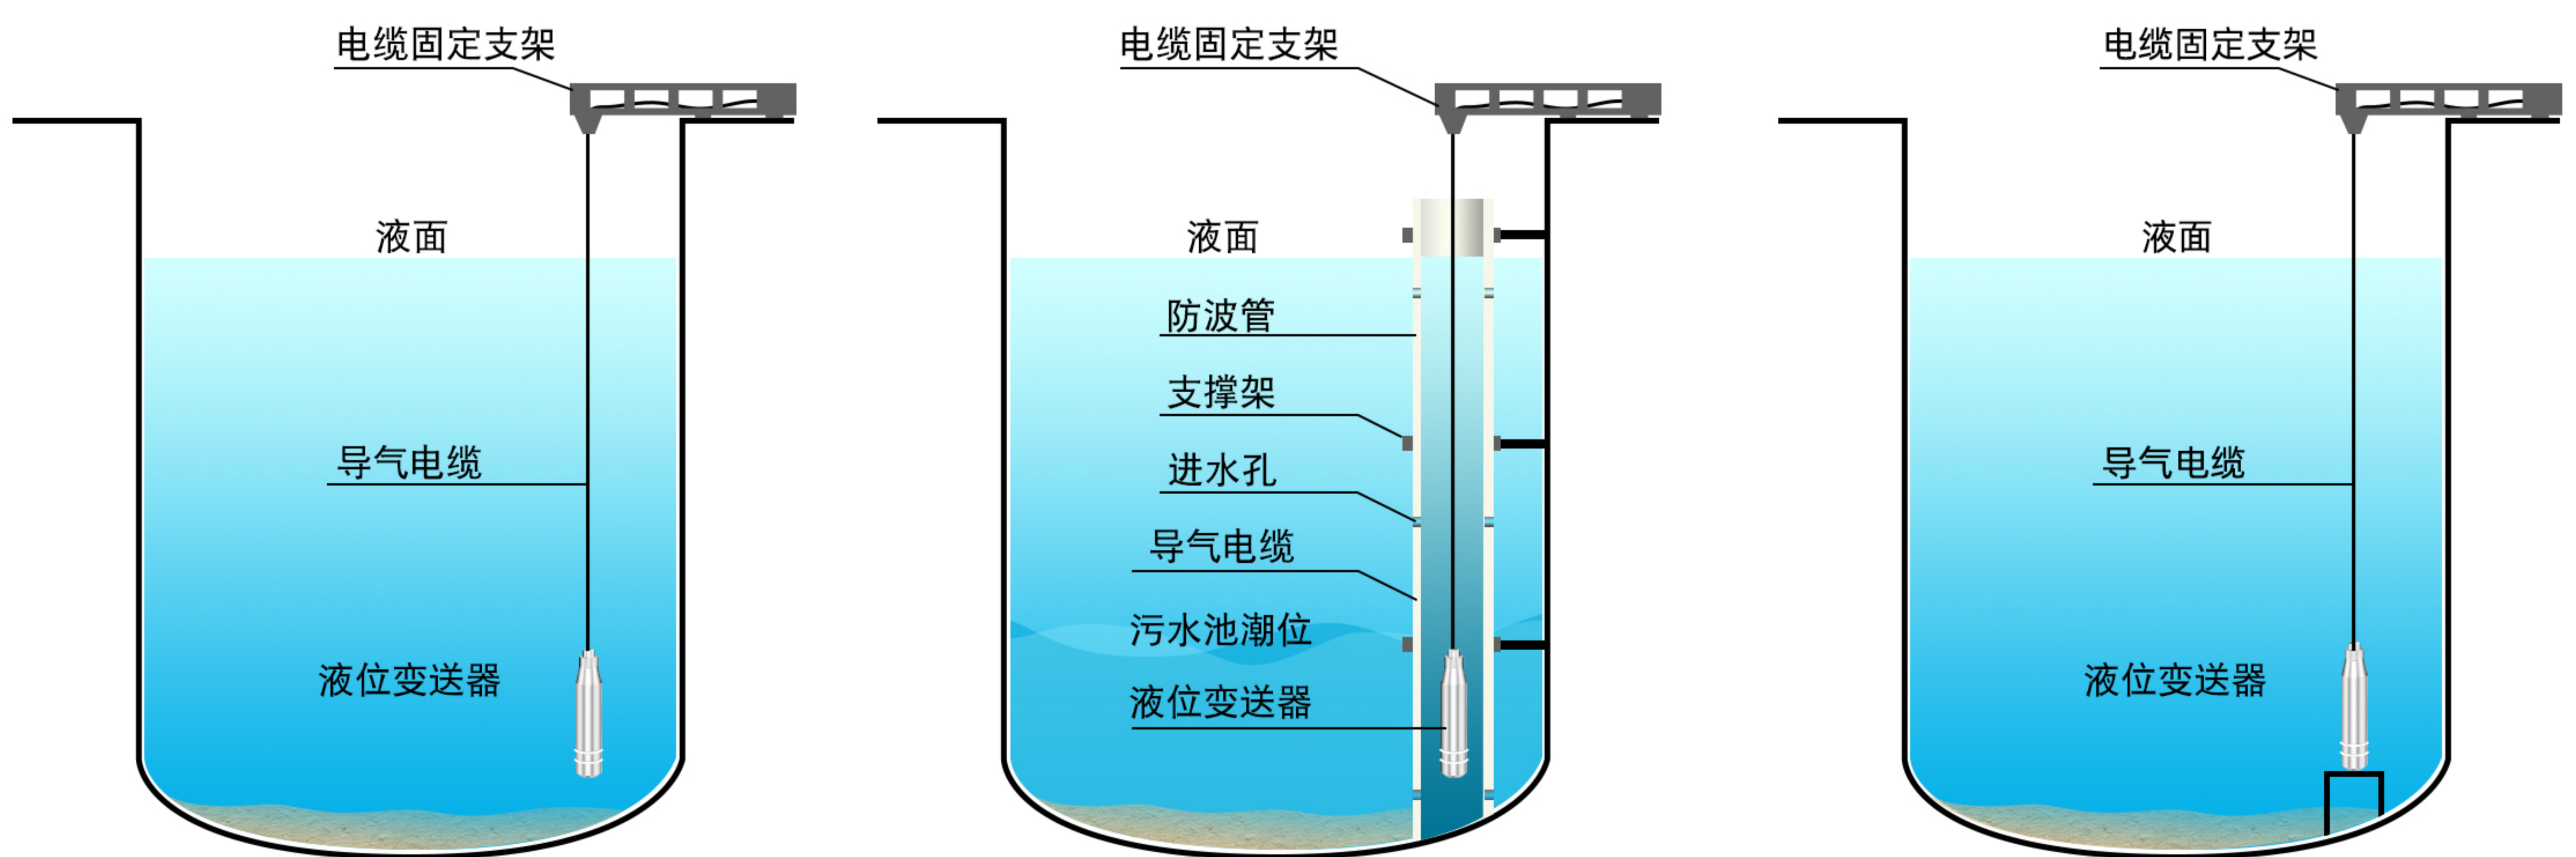 电缆固定支架
液面
导气电缆
液位变送器
电缆固定支架
液面
防波管
支撑架
进水孔
导气电缆
污水池潮位
液位变送器
电缆固定支架
液面
导气电缆
液位变送器